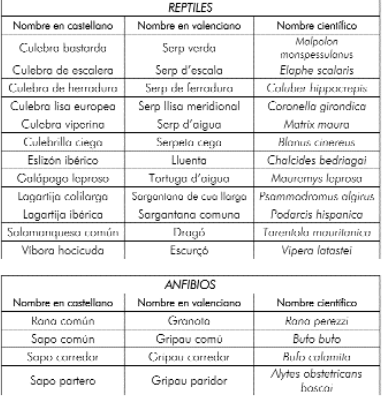 REPTILES
Nombre en castellano Nombre en valenciano Nombre científico
Culebra bastarda Serp verda Malpolon monspessulanus
Culebra de escalera Serp d'escala Elaphe scalaris
Culebra de herradura Serp de ferradura Coluber hippocrepis
Culebra lisa europea Serp llisa meridional Coronella girondica
Culebra viperina Serp d'aigua Matrix maura
Culebrilla ciega Serpeta cega Blanus cinereus
Eslizón ibérico Lluenta Chalcides bedriagai
Galápago leproso Tortuga d'aigua Mauremys leprosa
Lagartija colilarga Sargantana de cua llarga Psammodromus algirus
Lagartija ibérica Sargantana comuna Podarcis hispanica
Salamanquesa común Dragó Tarentola mauritanica
Víbora hocicuda Escurçó Vipera latastei
ANFIBIOS
Nombre en castellano Nombre en valenciano Nombre científico
Rana común Granota Rana perezzi
Sapo común Gripau comú Bufo bufo
Sapo corredor Gripau corredor Bufo calamita
Sapo partero Gripau paridor Alytes obstetricans boscai